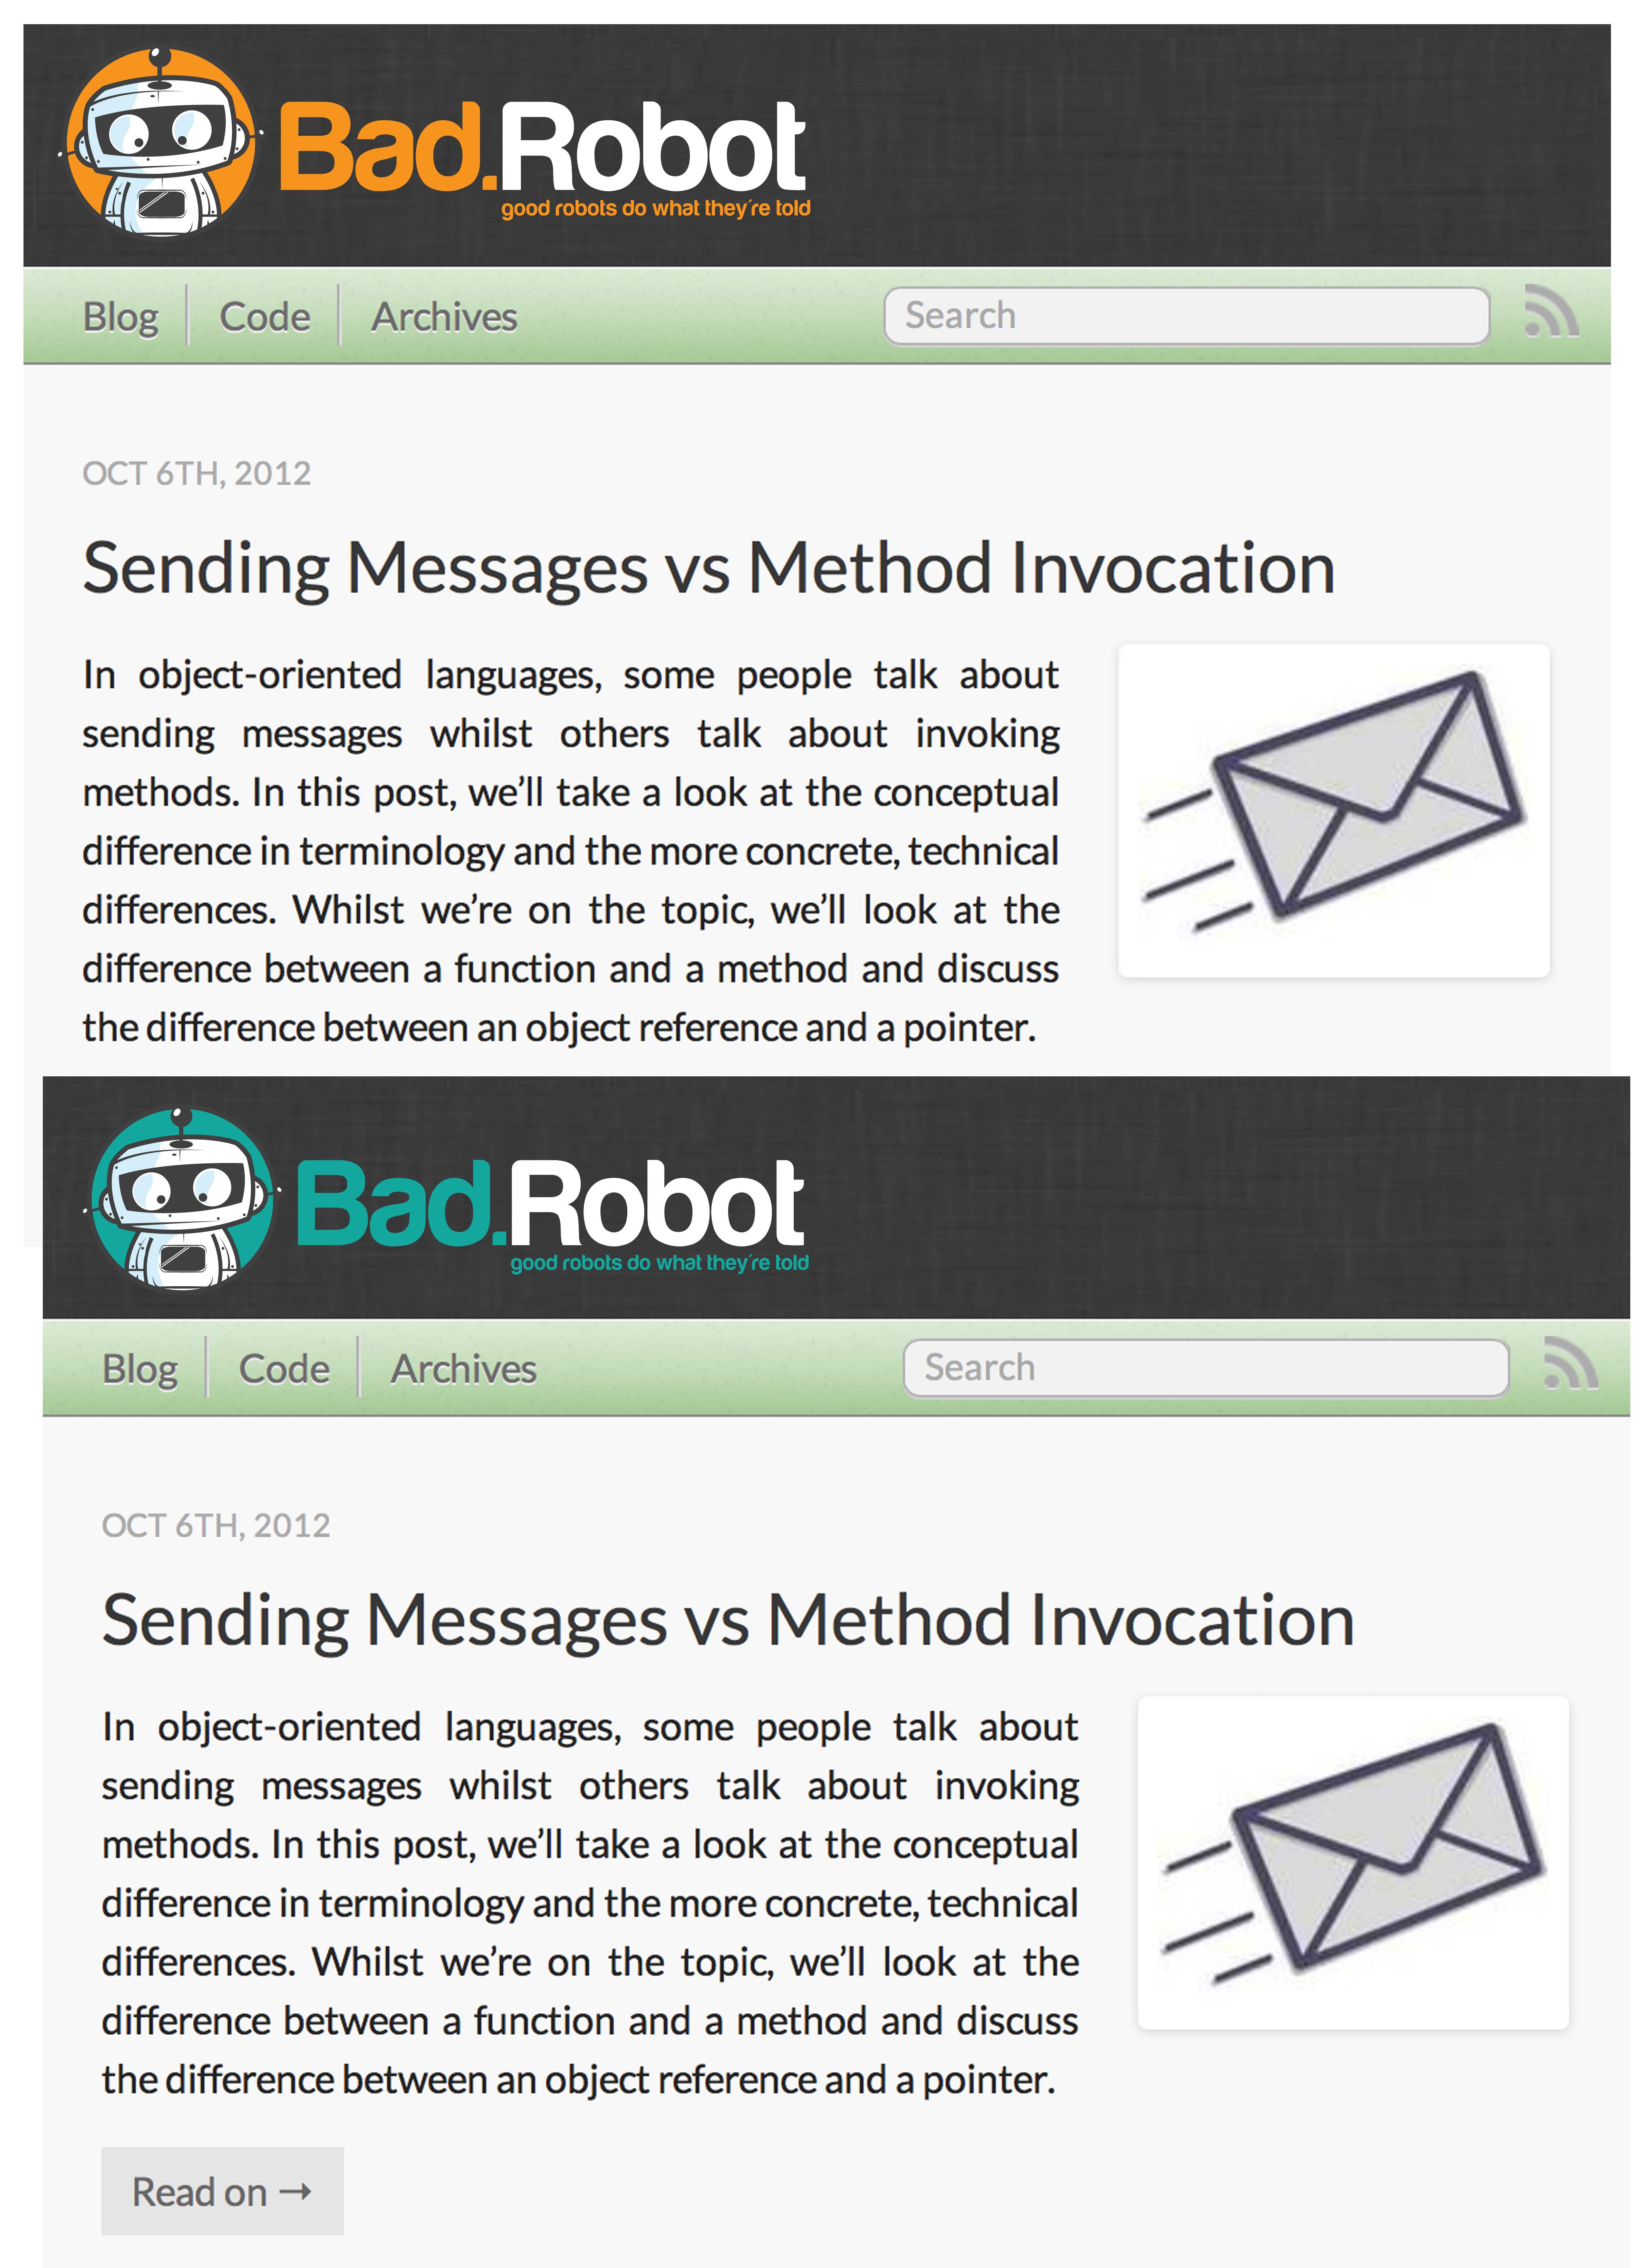 Bad.Robot
good robots do what they´re told
Blog
Code
Archives
Search
OCT 6TH, 2012
Sending Messages vs Method Invocation
In object-oriented languages, some people talk about
sending messages whilst others talk about invoking
methods. In this post, we’ll take a look at the conceptual
difference in terminology and the more concrete, technical
differences. Whilst we’re on the topic, we’ll look at the
difference between a function and a method and discuss
the difference between an object reference and a pointer.
Bad.Robot
good robots do what they´re told
Blog
Code
Archives
Search
OCT 6TH, 2012
Sending Messages vs Method Invocation
In object-oriented languages, some people talk about
sending messages whilst others talk about invoking
methods. In this post, we’ll take a look at the conceptual
difference in terminology and the more concrete, technical
differences. Whilst we’re on the topic, we’ll look at the
difference between a function and a method and discuss
the difference between an object reference and a pointer.
Read on →